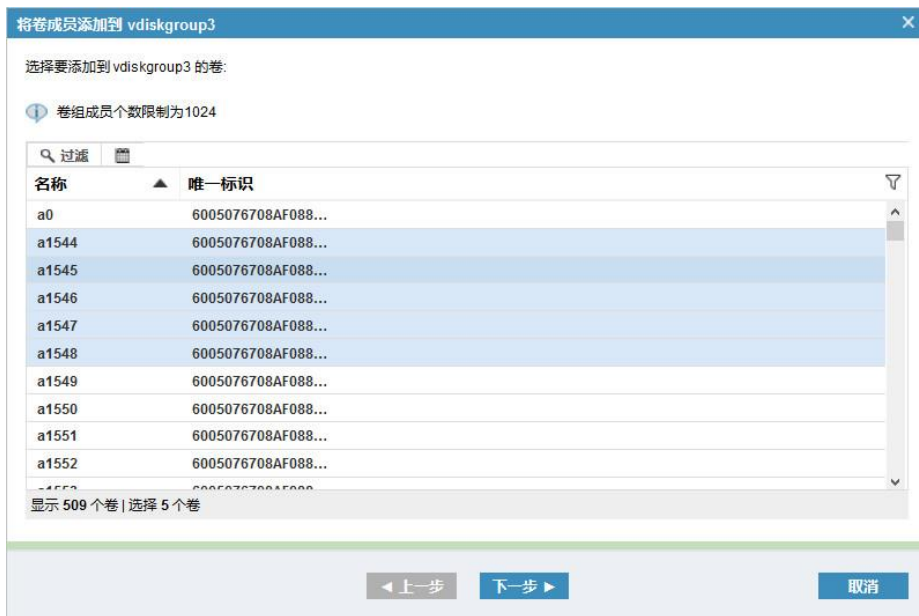 将卷成员添加到 vdiskgroup3
选择要添加到 vdiskgroup3 的卷:
卷组成员个数限制为1024
过滤
名称 唯一标识
a0 6005076708AF088...
a1544 6005076708AF088...
a1545 6005076708AF088...
a1546 6005076708AF088...
a1547 6005076708AF088...
a1548 6005076708AF088...
a1549 6005076708AF088...
a1550 6005076708AF088...
a1551 6005076708AF088...
a1552 6005076708AF088...
显示 509 个卷 | 选择 5 个卷
上一步 下一步 取消